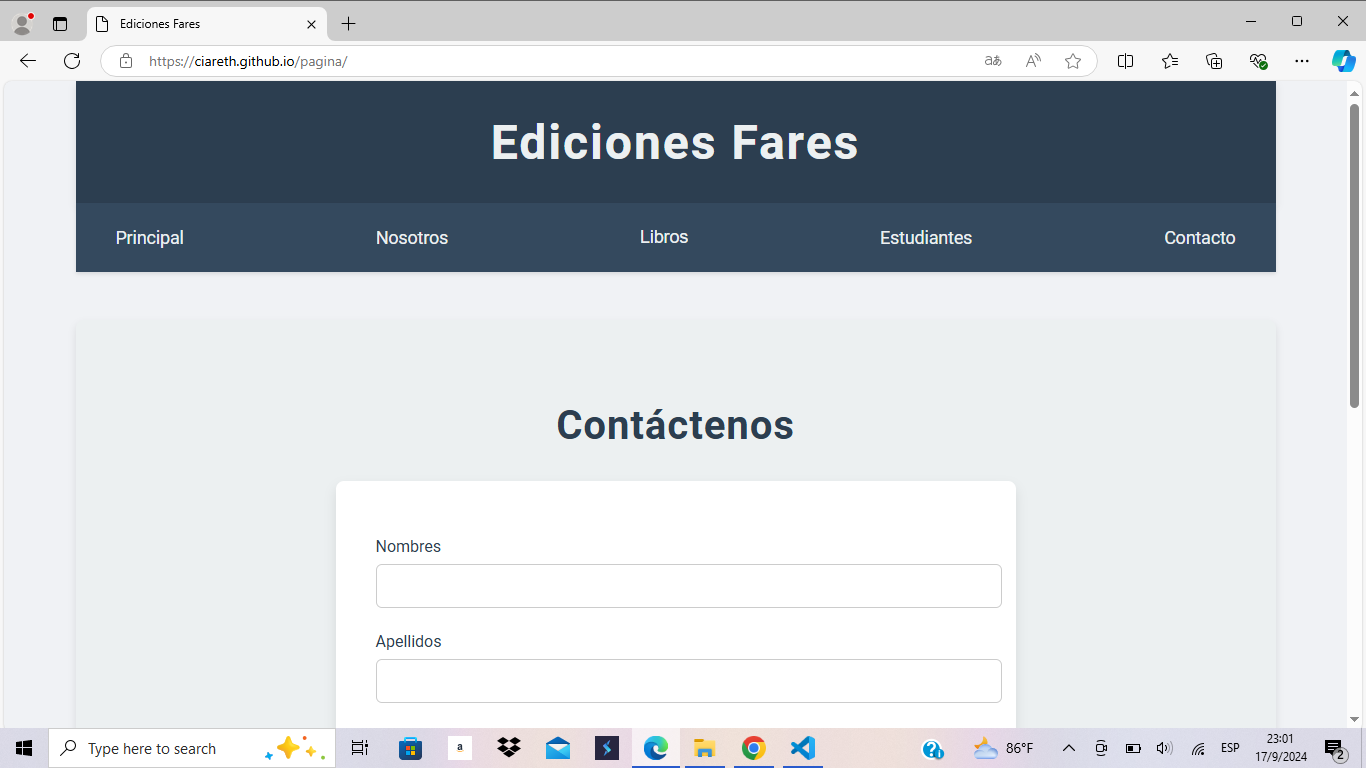 Ediciones Fares
https://ciareth.github.io/pagina/
Ediciones Fares
Principal
Nosotros
Libros
Estudiantes
Contacto
Contáctenos
Nombres
Apellidos
Type here to search
a
86°F
ESP
23:01
17/9/2024
2